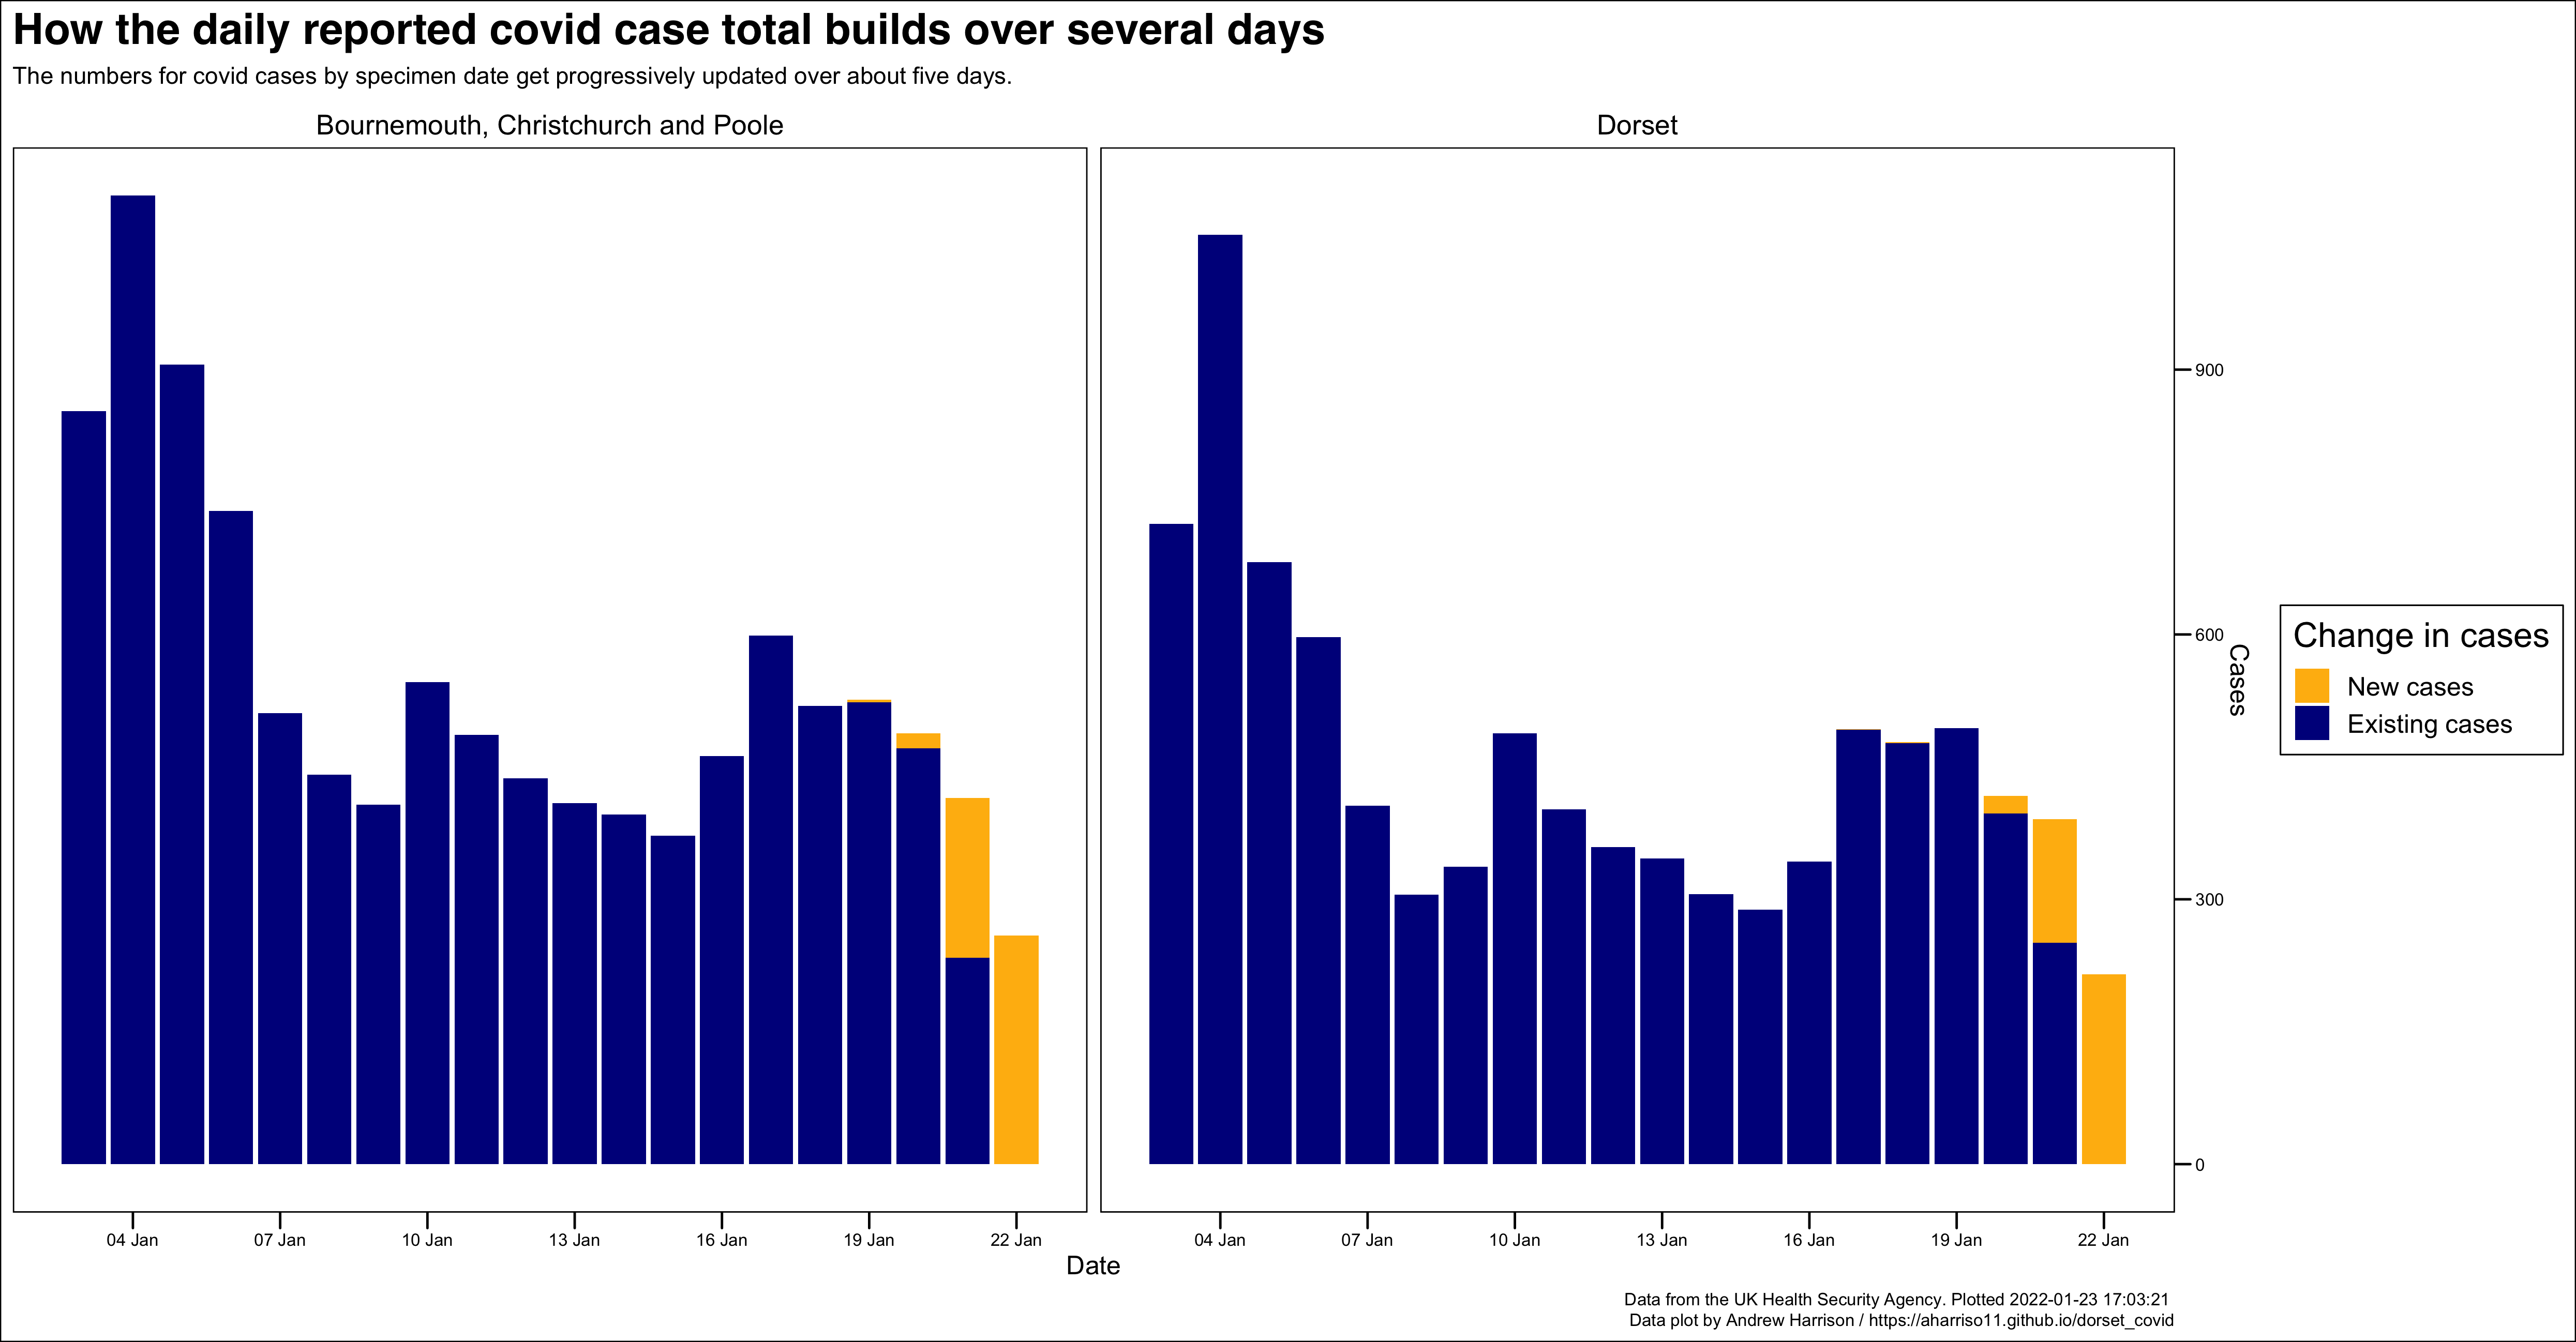 How the daily reported covid case total builds over several days
The numbers for covid cases by specimen date get progressively updated over about five days.
Bournemouth, Christchurch and Poole
Dorset
900
600
300
0
Cases
Change in cases
New cases
Existing cases
04 Jan 07 Jan 10 Jan 13 Jan 16 Jan 19 Jan 22 Jan
04 Jan 07 Jan 10 Jan 13 Jan 16 Jan 19 Jan 22 Jan
Date
Data from the UK Health Security Agency. Plotted 2022-01-23 17:03:21
Data plot by Andrew Harrison / https://aharriso11.github.io/dorset_covid